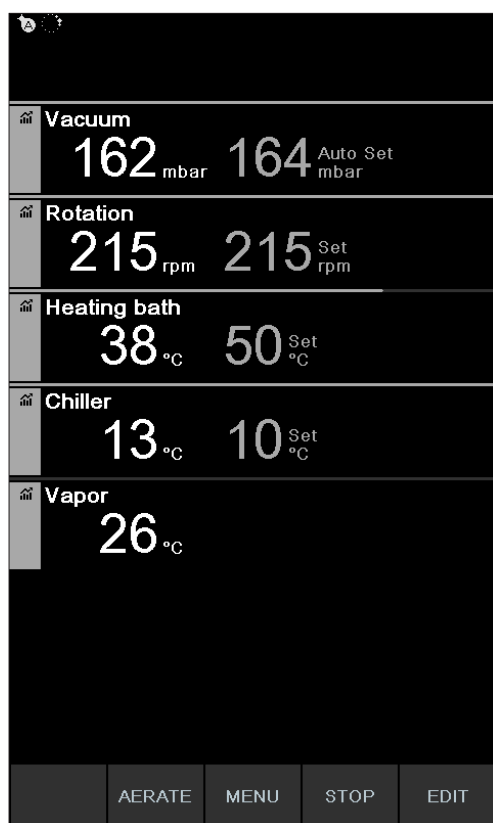 A
Vacuum
162 mbar 164 Auto Set mbar
Rotation
215 rpm 215 Set rpm
Heating bath
38 °C 50 Set °C
Chiller
13 °C 10 Set °C
Vapor
26 °C
AERATE MENU STOP EDIT